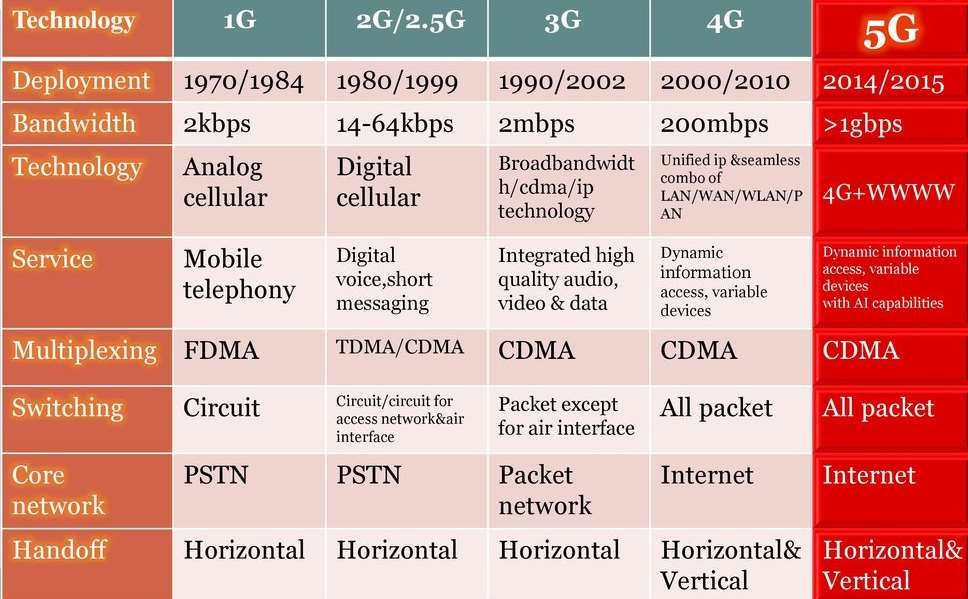 Technology 1G 2G/2.5G 3G 4G 5G
Deployment 1970/1984 1980/1999 1990/2002 2000/2010 2014/2015
Bandwidth 2kbps 14-64kbps 2mbps 200mbps >1gbps
Technology
Analog
cellular
Digital
cellular
Broadbandwidt
h/cdma/ip
technology
Unified ip &seamless
combo of
LAN/WAN/WLAN/P
AN
4G+WWWW
Service
Mobile
telephony
Digital
voice,short
messaging
Integrated high
quality audio,
video & data
Dynamic
information
access, variable
devices
Dynamic information
access, variable
devices
with AI capabilities
Multiplexing FDMA TDMA/CDMA CDMA CDMA CDMA
Switching
Circuit
Circuit/circuit for
access network&air
interface
Packet except
for air interface
All packet
All packet
Core
network
PSTN
PSTN
Packet
network
Internet
Internet
Handoff
Horizontal
Horizontal
Horizontal
Horizontal&
Vertical
Horizontal&
Vertical